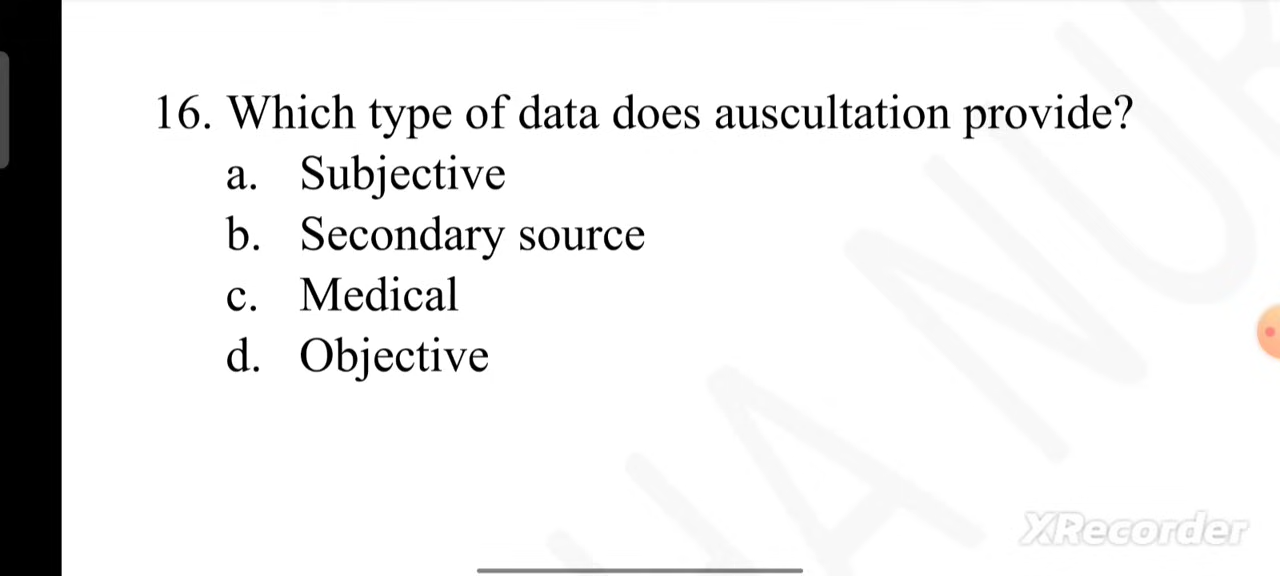 16. Which type of data does auscultation provide?
a. Subjective
b. Secondary source
c. Medical
d. Objective
XRecorder